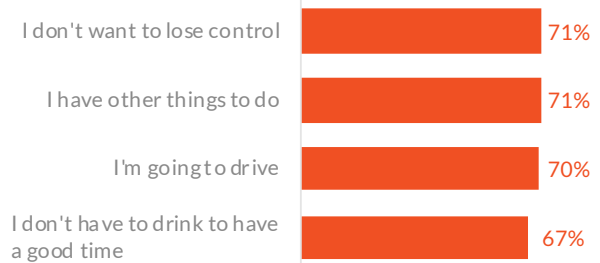 I don't want to lose control 71%
I have other things to do 71%
I'm going to drive 70%
I don't have to drink to have
a good time 67%